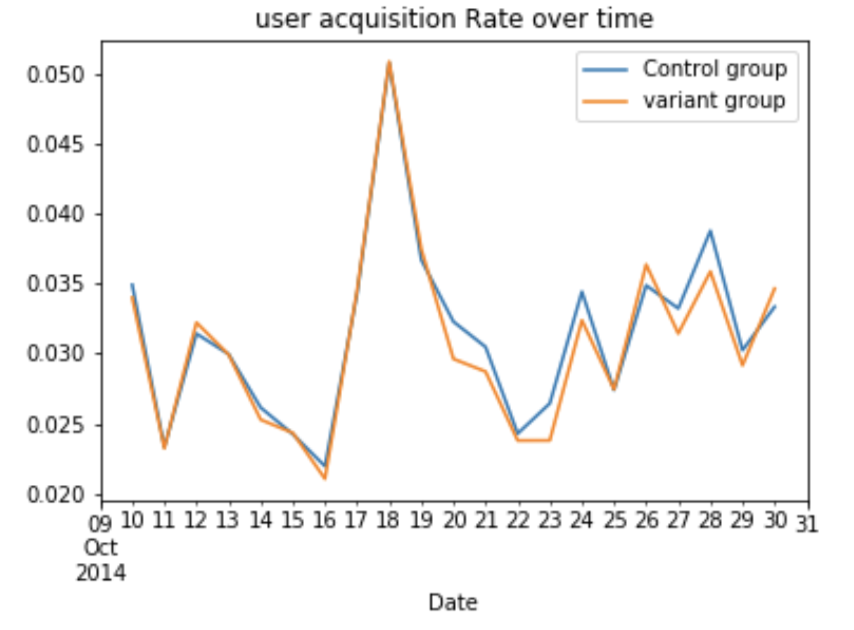 user acquisition Rate over time
Control group
variant group
0.050
0.045
0.040
0.035
0.030
0.025
0.020
09 10 11 12 13 14 15 16 17 18 19 20 21 22 23 24 25 26 27 28 29 30 31
Oct
2014
Date